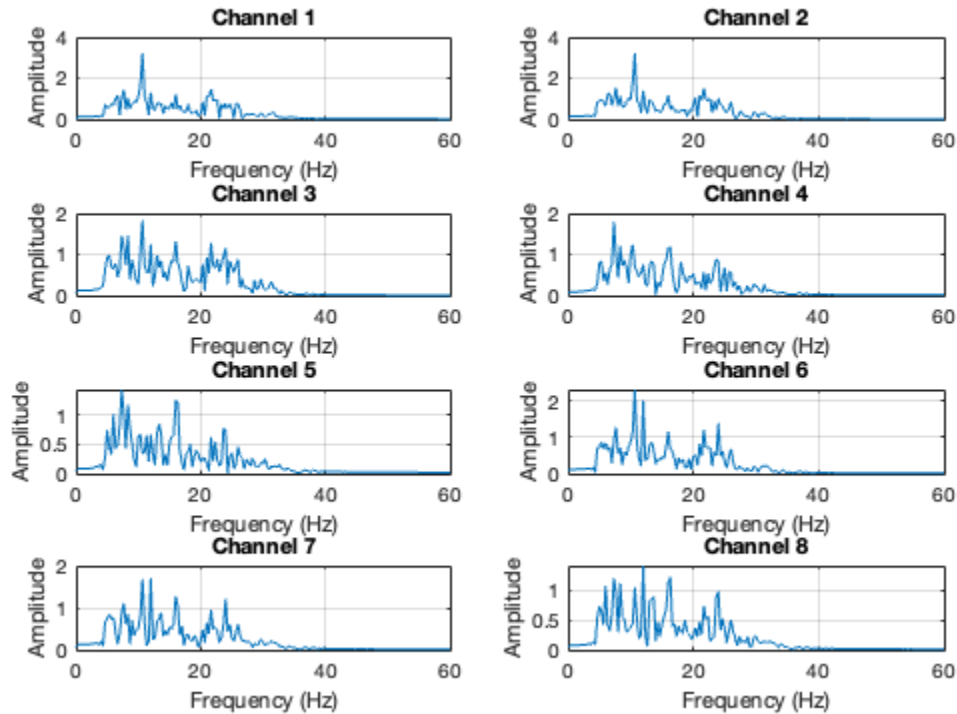 Channel 1
Amplitude
4
2
0
0 20 40 60
Frequency (Hz)
Channel 2
Amplitude
4
2
0
0 20 40 60
Frequency (Hz)
Channel 3
Amplitude
2
1
0
0 20 40 60
Frequency (Hz)
Channel 4
Amplitude
2
1
0
0 20 40 60
Frequency (Hz)
Channel 5
Amplitude
1
0.5
0
0 20 40 60
Frequency (Hz)
Channel 6
Amplitude
2
1
0
0 20 40 60
Frequency (Hz)
Channel 7
Amplitude
2
1
0
0 20 40 60
Frequency (Hz)
Channel 8
Amplitude
1
0.5
0
0 20 40 60
Frequency (Hz)